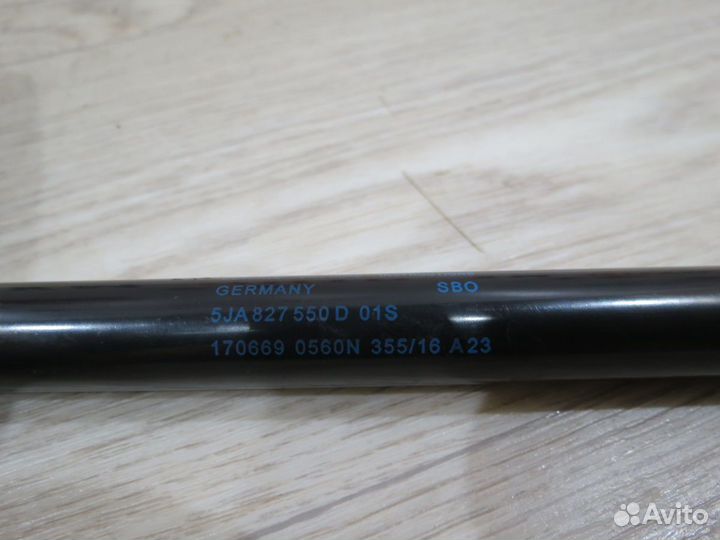 GERMANY SBO
5JA 827 550 D 01S
170669 0560N 355/16 A23
Avito